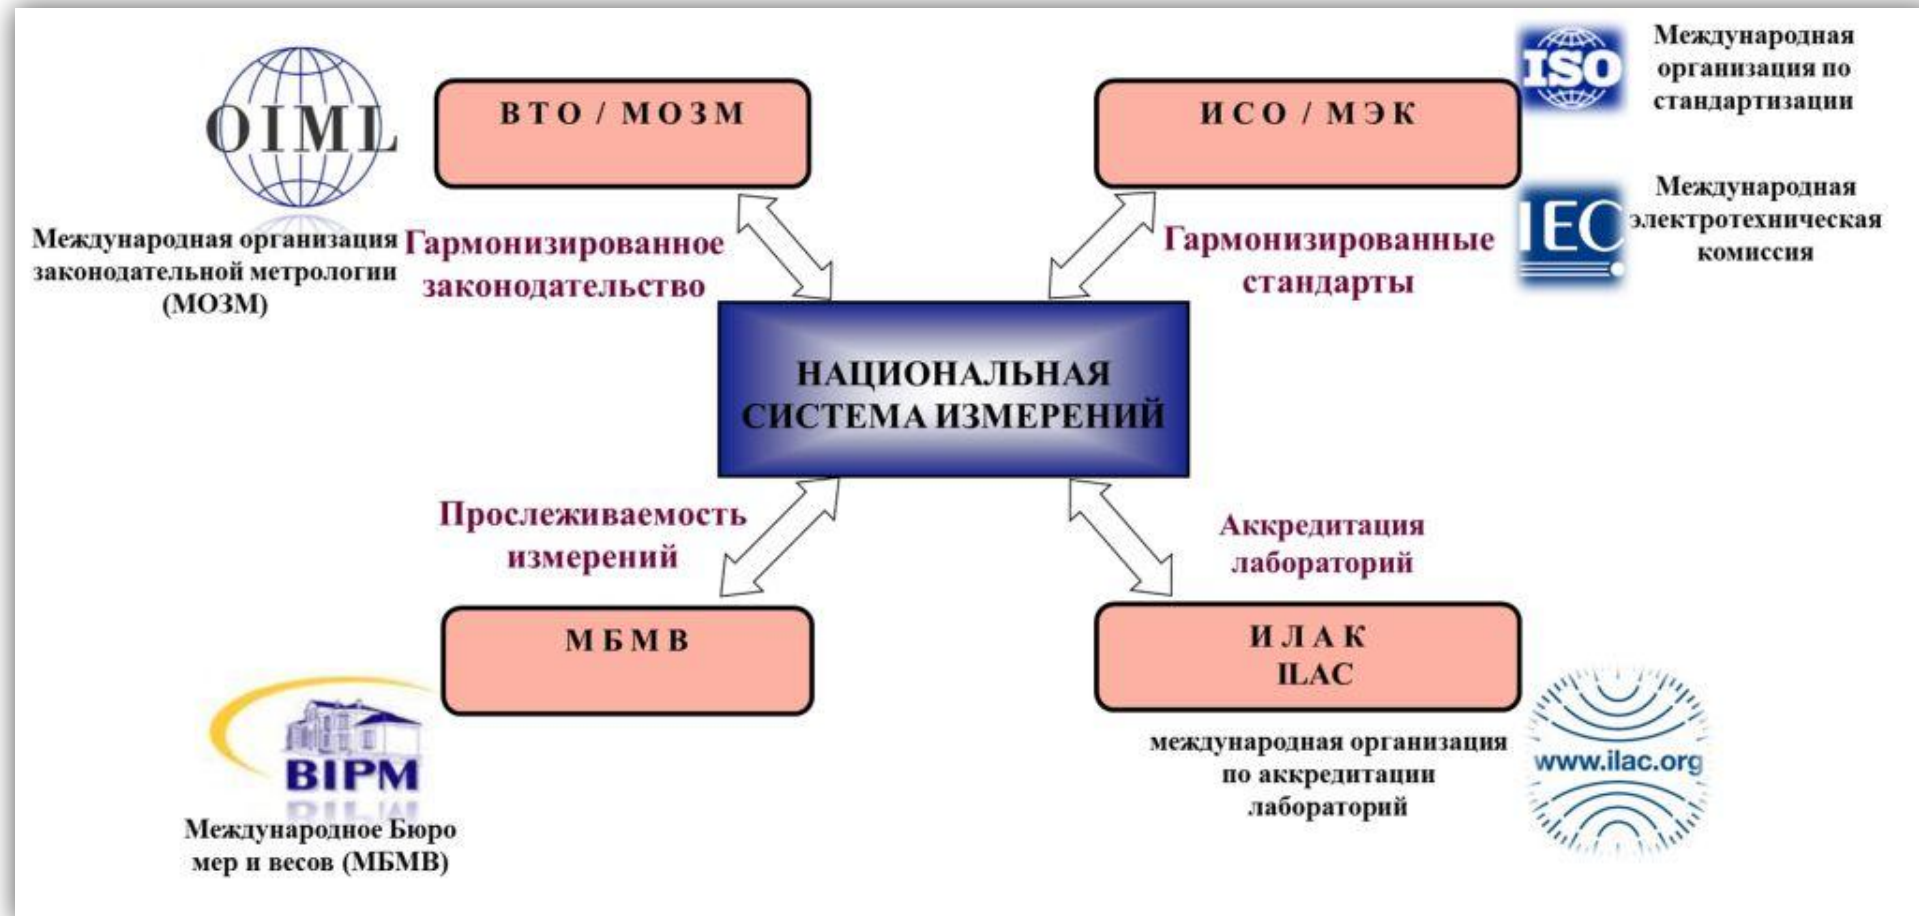 OIML
Международная организация
законодательной метрологии
(МОЗМ)
ВТО / МОЗМ
Гармонизированное
законодательство
ИСО / МЭК
Гармонизированные
стандарты
ISO
Международная
организация по
стандартизации
IEC
Международная
электротехническая
комиссия
НАЦИОНАЛЬНАЯ
СИСТЕМА ИЗМЕРЕНИЙ
Прослеживаемость
измерений
МБМВ
BIPM
Международное Бюро
мер и весов (МБМВ)
Аккредитация
лабораторий
ИЛАК
ILAC
международная организация
по аккредитации
лабораторий
www.ilac.org